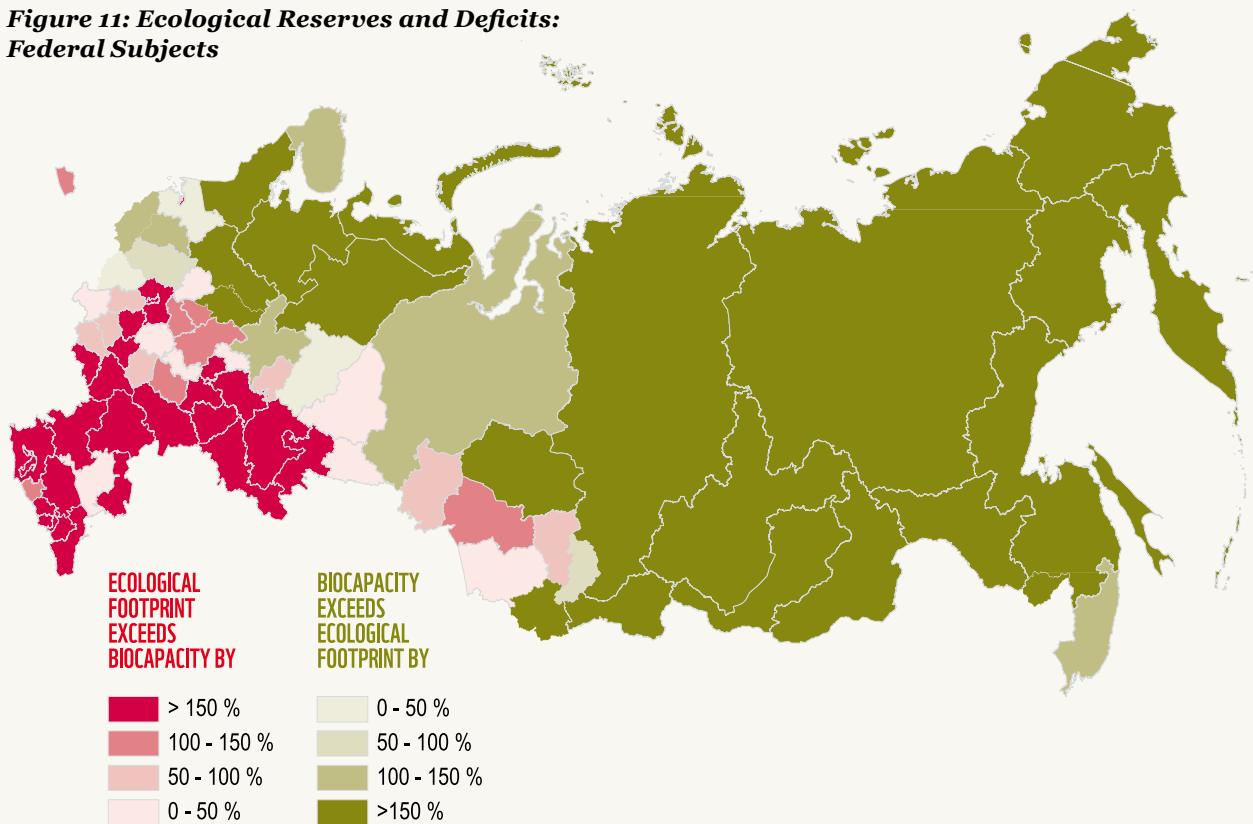 Figure 11: Ecological Reserves and Deficits:
Federal Subjects
ECOLOGICAL
FOOTPRINT
EXCEEDS
BIOCAPACITY BY
> 150 %
100 - 150 %
50 - 100 %
0 - 50 %
BIOCAPACITY
EXCEEDS
ECOLOGICAL
FOOTPRINT BY
0 - 50 %
50 - 100 %
100 - 150 %
>150 %